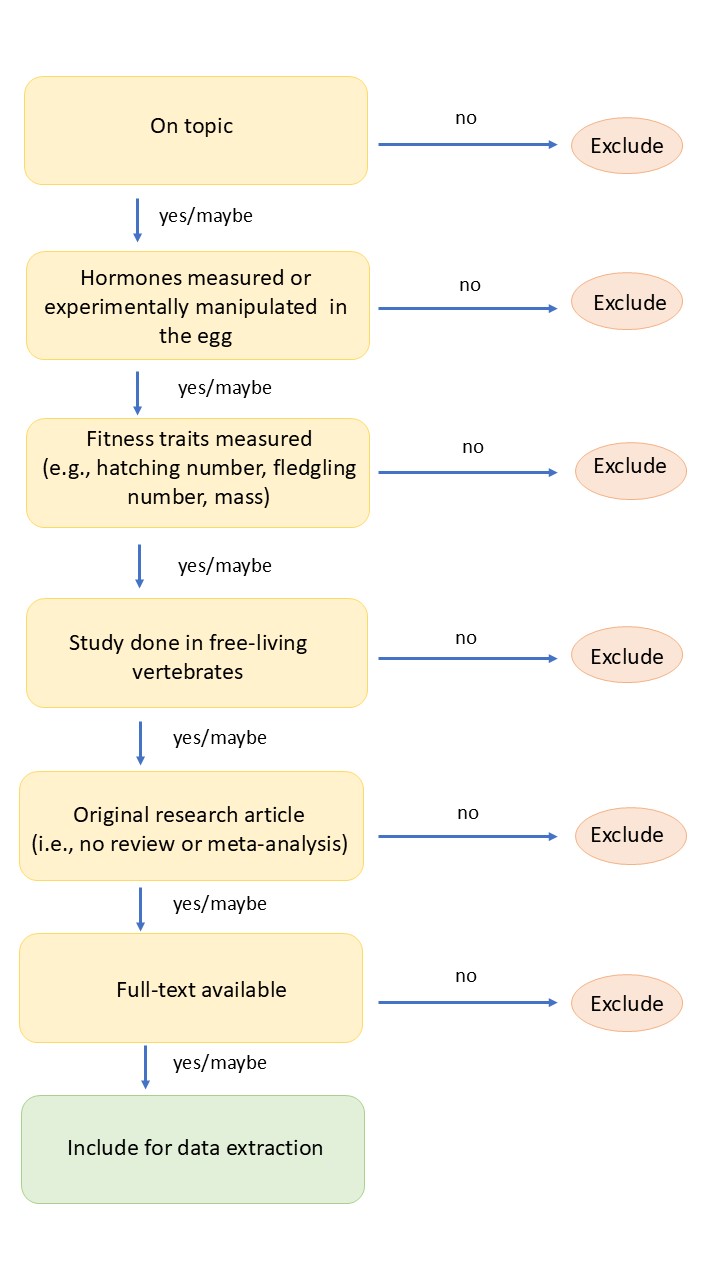 On topic
no
Exclude
yes/maybe
Hormones measured or
experimentally manipulated  in
the egg
no
Exclude
yes/maybe
Fitness traits measured
(e.g., hatching number, fledgling
number, mass)
no
Exclude
yes/maybe
Study done in free-living
vertebrates
no
Exclude
yes/maybe
Original research article
(i.e., no review or meta-analysis)
no
Exclude
yes/maybe
Full-text available
no
Exclude
yes/maybe
Include for data extraction